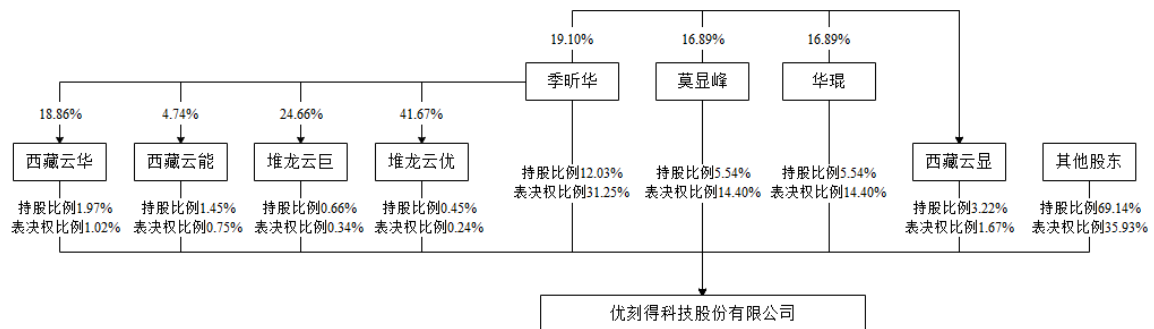 19.10%
16.89%
16.89%
季昕华
莫显峰
华琨
18.86%
4.74%
24.66%
41.67%
西藏云华
西藏云能
堆龙云巨
堆龙云优
西藏云显
其他股东
持股比例12.03%
表决权比例31.25%
持股比例5.54%
表决权比例14.40%
持股比例5.54%
表决权比例14.40%
持股比例1.97%
表决权比例1.02%
持股比例1.45%
表决权比例0.75%
持股比例0.66%
表决权比例0.34%
持股比例0.45%
表决权比例0.24%
持股比例3.22%
表决权比例1.67%
持股比例69.14%
表决权比例35.93%
优刻得科技股份有限公司